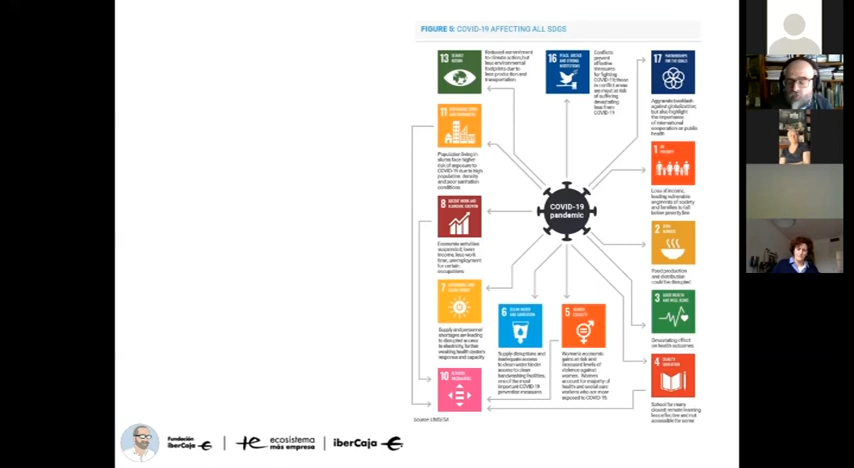 FIGURE 5: COVID-19 AFFECTING ALL SDGS
13 CLIMATE ACTION
Reduced commitment
to climate action; but
less environmental
footprints due to
less production and
transportation
16 PEACE, JUSTICE AND STRONG INSTITUTIONS
Conflicts
prevent
effective
measures
for fighting
COVID-19; those
in conflict areas
are most at risk
of suffering
devastating
loss from
COVID-19
17 PARTNERSHIPS FOR THE GOALS
Aggravate backlash
against globalization;
but also highlight
the importance
of international
cooperation on public
health
11 SUSTAINABLE CITIES AND COMMUNITIES
Population living in
slums face higher
risk of exposure to
COVID-19 due to high
population density
and poor sanitation
conditions
1 NO POVERTY
Loss of income,
leading vulnerable
segments of society
and families to fall
below poverty line
8 DECENT WORK AND ECONOMIC GROWTH
Economic activities
suspended; lower
income, less work
time, unemployment
for certain
occupations
COVID-19
pandemic
2 ZERO HUNGER
Food production
and distribution
could be disrupted
7 AFFORDABLE AND CLEAN ENERGY
Supply and personnel
shortages are leading
to disrupted access
to electricity, further
weakening health system
response and capacity
6 CLEAN WATER AND SANITATION
Supply disruptions and
inadequate access
to clean water hinder
access to clean
handwashing facilities,
one of the most
important COVID-19
prevention measures
5 GENDER EQUALITY
Women's economic
gains at risk and
increased levels of
violence against
women. Women
account for majority of
health and social care
workers who are more
exposed to COVID-19
3 GOOD HEALTH AND WELL-BEING
Devastating effect
on health outcomes
4 QUALITY EDUCATION
School for many
closed; remote learning
less effective and not
accessible for some
10 REDUCED INEQUALITIES
Source: UNDESA
Fundación
iberCaja
ecosistema
más empresa
iberCaja